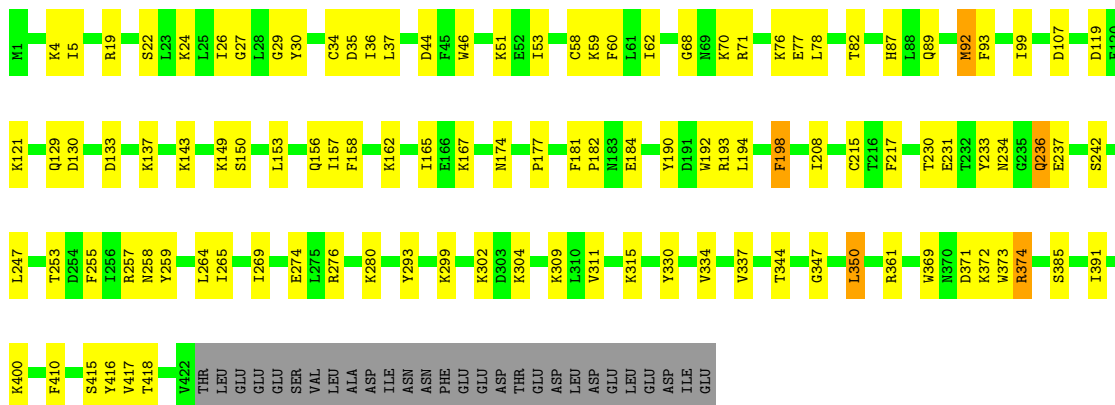 M1 K4 I5 R19 S22 L23 K24 L25 I26 G27 L28 G29 Y30 C34 D35 I36 L37 D44 F45 W46 K51 E52 I53 C58 K59 F60 L61 I62 G68 N69 K70 R71 K76 E77 L78 T82 H87 L88 Q89 M92 F93 I99 D107 D119 E120
K121 Q129 D130 D133 K137 K143 K149 S150 L153 Q156 I157 F158 K162 I165 E166 K167 N174 P177 F181 P182 N183 E184 Y190 D191 W192 R193 L194 F198 I208 C215 T216 F217 T230 E231 T232 Y233 N234 G235 Q236 E237 S242
L247 T253 D254 F255 I256 R257 N258 Y259 L264 I265 I269 E274 L275 R276 K280 Y293 K299 K302 D303 K304 K309 L310 V311 K315 Y330 V334 V337 T344 G347 L350 R361 W369 N370 D371 K372 W373 R374 S385 I391
K400 F410 S415 Y416 V417 T418 V422 THR LEU GLU GLU GLU SER VAL LEU ALA ASP ILE ASN ASN PHE GLU GLU ASP THR GLU ASP LEU ASP GLU LEU GLU ASP ILE GLU